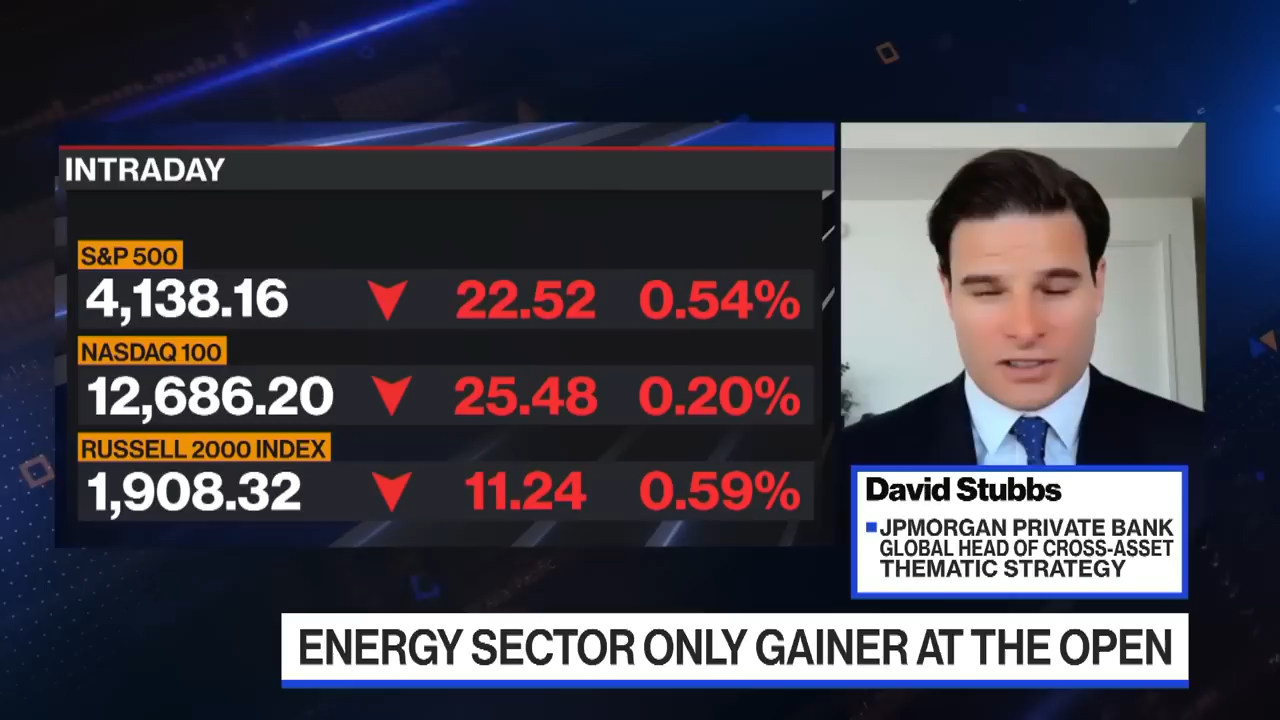 INTRADAY
S&P 500
4,138.16 ▼ 22.52 0.54%
NASDAQ 100
12,686.20 ▼ 25.48 0.20%
RUSSELL 2000 INDEX
1,908.32 ▼ 11.24 0.59%
David Stubbs
JPMORGAN PRIVATE BANK
GLOBAL HEAD OF CROSS-ASSET
THEMATIC STRATEGY
ENERGY SECTOR ONLY GAINER AT THE OPEN